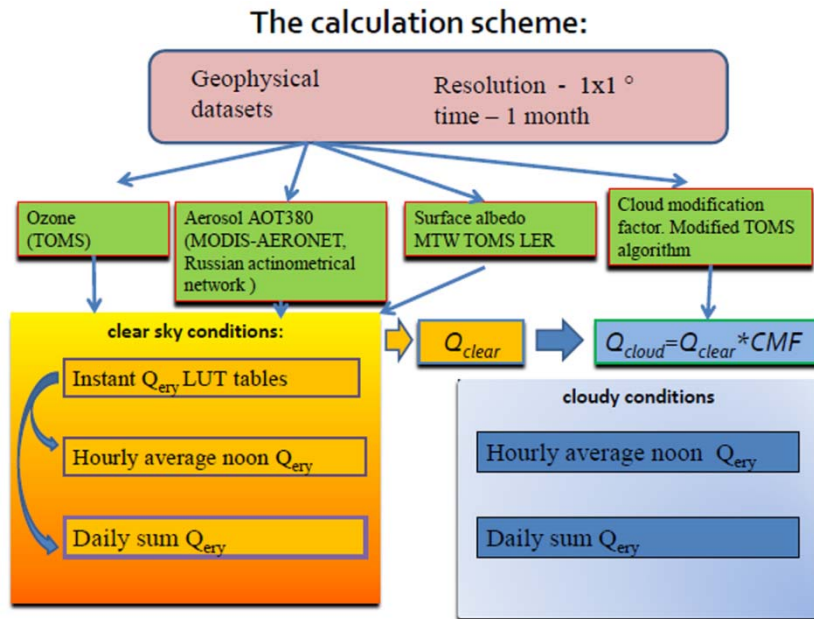 The calculation scheme:
Geophysical
datasets
Resolution - 1x1 °
time – 1 month
Ozone
(TOMS)
Aerosol AOT380
(MODIS-AERONET,
Russian actinometrical
network )
Surface albedo
MTW TOMS LER
Cloud modification
factor. Modified TOMS
algorithm
clear sky conditions:
Instant Qery LUT tables
Hourly average noon Qery
Daily sum Qery
Qclear
Qcloud=Qclear*CMF
cloudy conditions
Hourly average noon Qery
Daily sum Qery